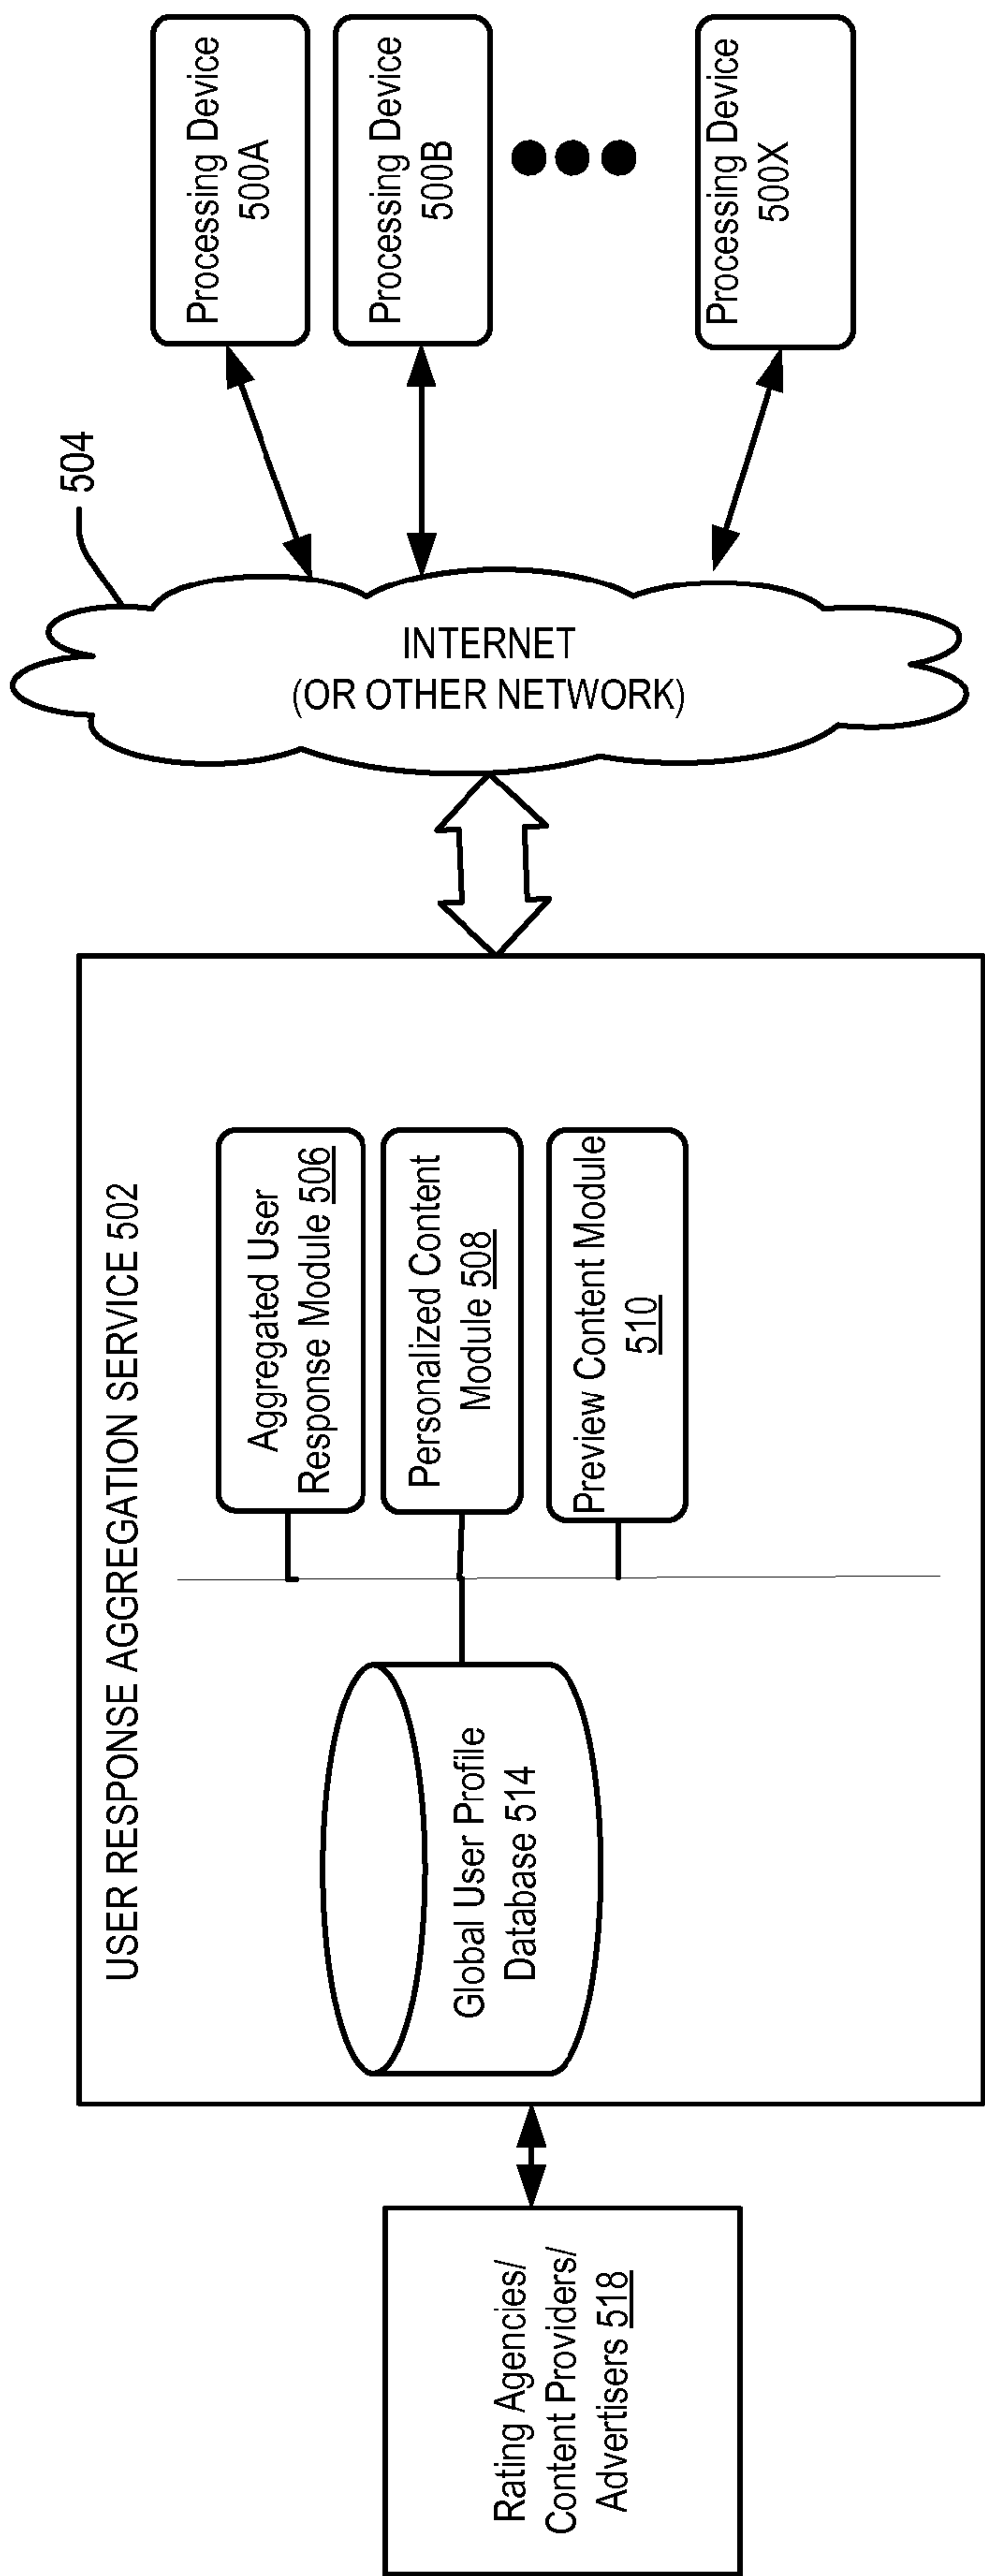 USER RESPONSE AGGREGATION SERVICE 502
Rating Agencies/
Content Providers/
Advertisers 518
Global User Profile
Database 514
Aggregated User
Response Module 506
Personalized Content
Module 508
Preview Content Module
510
504
INTERNET
(OR OTHER NETWORK)
Processing Device
500A
Processing Device
500B
Processing Device
500X